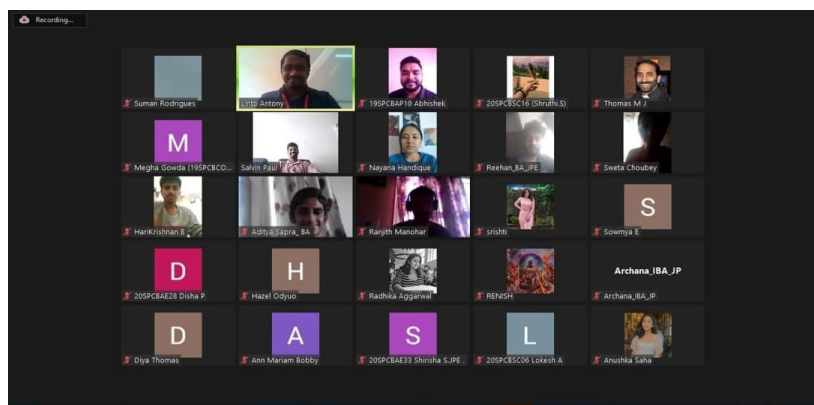 Recording...
Suman Rodrigues
Linto Antony
19SPCBAP10 Abhishek
20SPCBSC16 (Shruthi.S)
Thomas M J
M
Megha Gowda (19SPCBCO...
Salvin Paul
Nayana Handique
Reehan_BA_JPE
Sweta Choubey
HariKrishnan B
Aditya Sapra_ BA
Ranjith Manohar
srishti
S
Sowmya E
D
20SPCBAE28 Disha P
H
Hazel Odyuo
Radhika Aggarwal
RENISH
Archana_IBA_JP
Archana_IBA_JP
D
Diya Thomas
A
Ann Mariam Bobby
S
20SPCBAE33 Shirisha S.JPE .
L
20SPCBSC06 Lokesh A
Anushka Saha